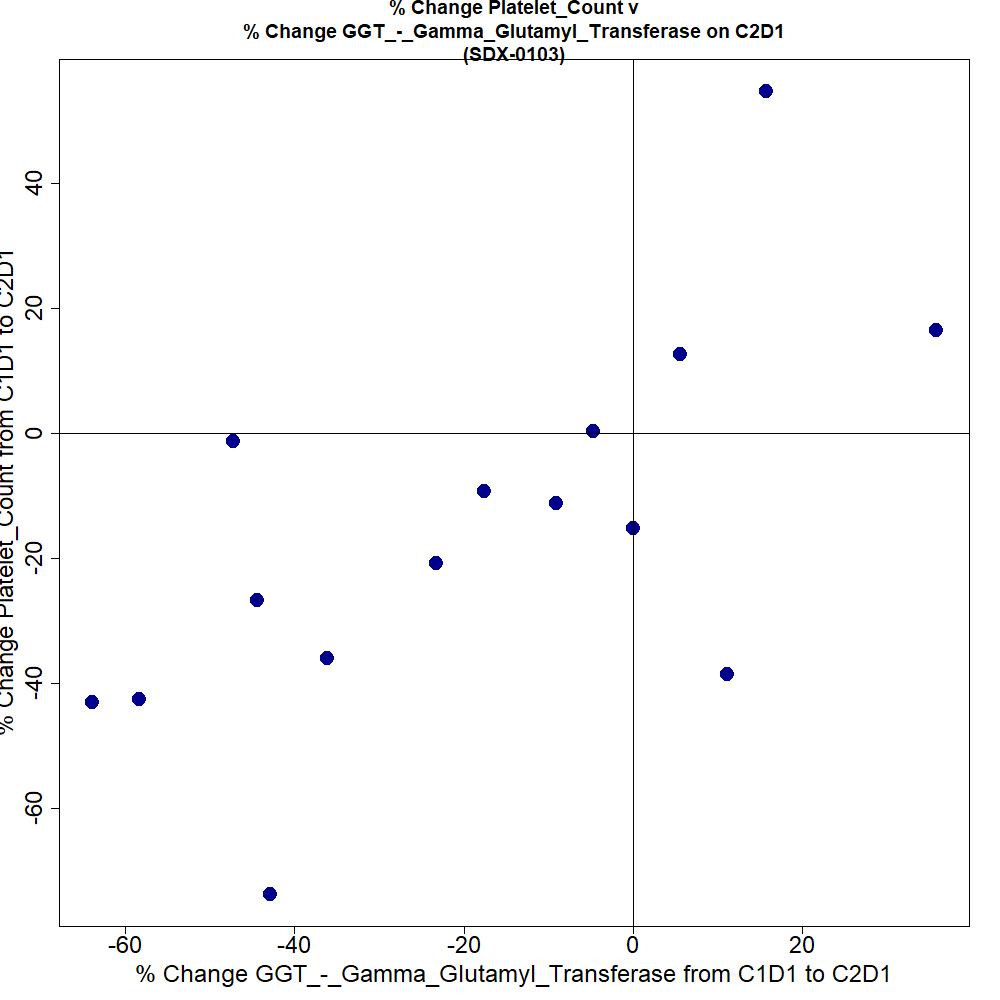 % Change Platelet_Count v
% Change GGT_-_Gamma_Glutamyl_Transferase on C2D1
(SDX-0103)
% Change Platelet_Count from C1D1 to C2D1
40
20
0
-20
-40
-60
-60
-40
-20
0
20
% Change GGT_-_Gamma_Glutamyl_Transferase from C1D1 to C2D1